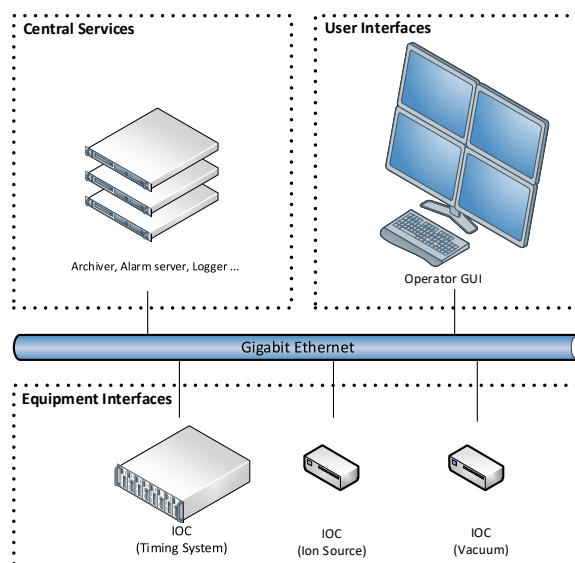 Central Services
User Interfaces
Archiver, Alarm server, Logger ...
Operator GUI
Gigabit Ethernet
Equipment Interfaces
IOC
(Timing System)
IOC
(Ion Source)
IOC
(Vacuum)